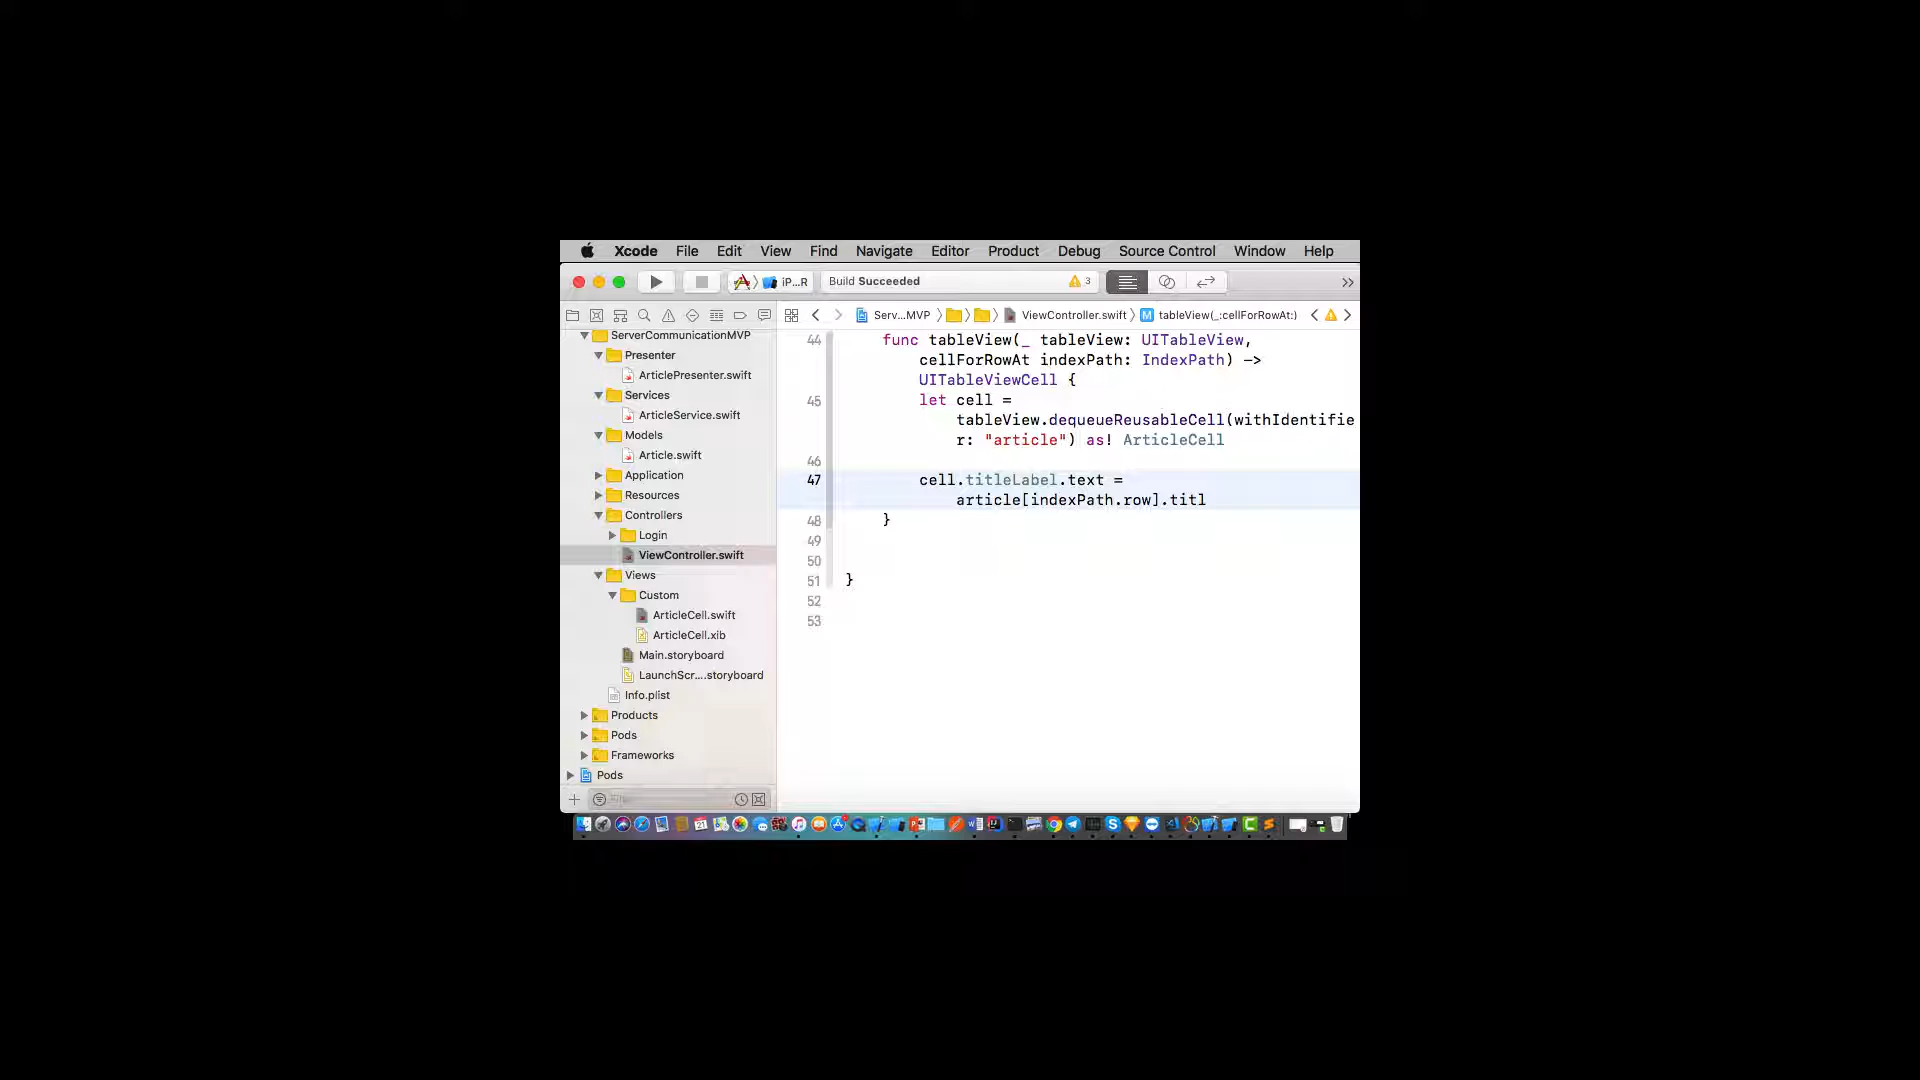 Xcode File Edit View Find Navigate Editor Product Debug Source Control Window Help
iP...R Build Succeeded 3
Serv...MVP ViewController.swift tableView(_:cellForRowAt:)
ServerCommunicationMVP
Presenter
ArticlePresenter.swift
Services
ArticleService.swift
Models
Article.swift
Application
Resources
Controllers
Login
ViewController.swift
Views
Custom
ArticleCell.swift
ArticleCell.xib
Main.storyboard
LaunchScr....storyboard
Info.plist
Products
Pods
Frameworks
Pods
44 func tableView(_ tableView: UITableView,
cellForRowAt indexPath: IndexPath) ->
UITableViewCell {
45 let cell =
tableView.dequeueReusableCell(withIdentifie
r: "article") as! ArticleCell
46
47 cell.titleLabel.text =
article[indexPath.row].titl
48 }
49
50
51 }
52
53